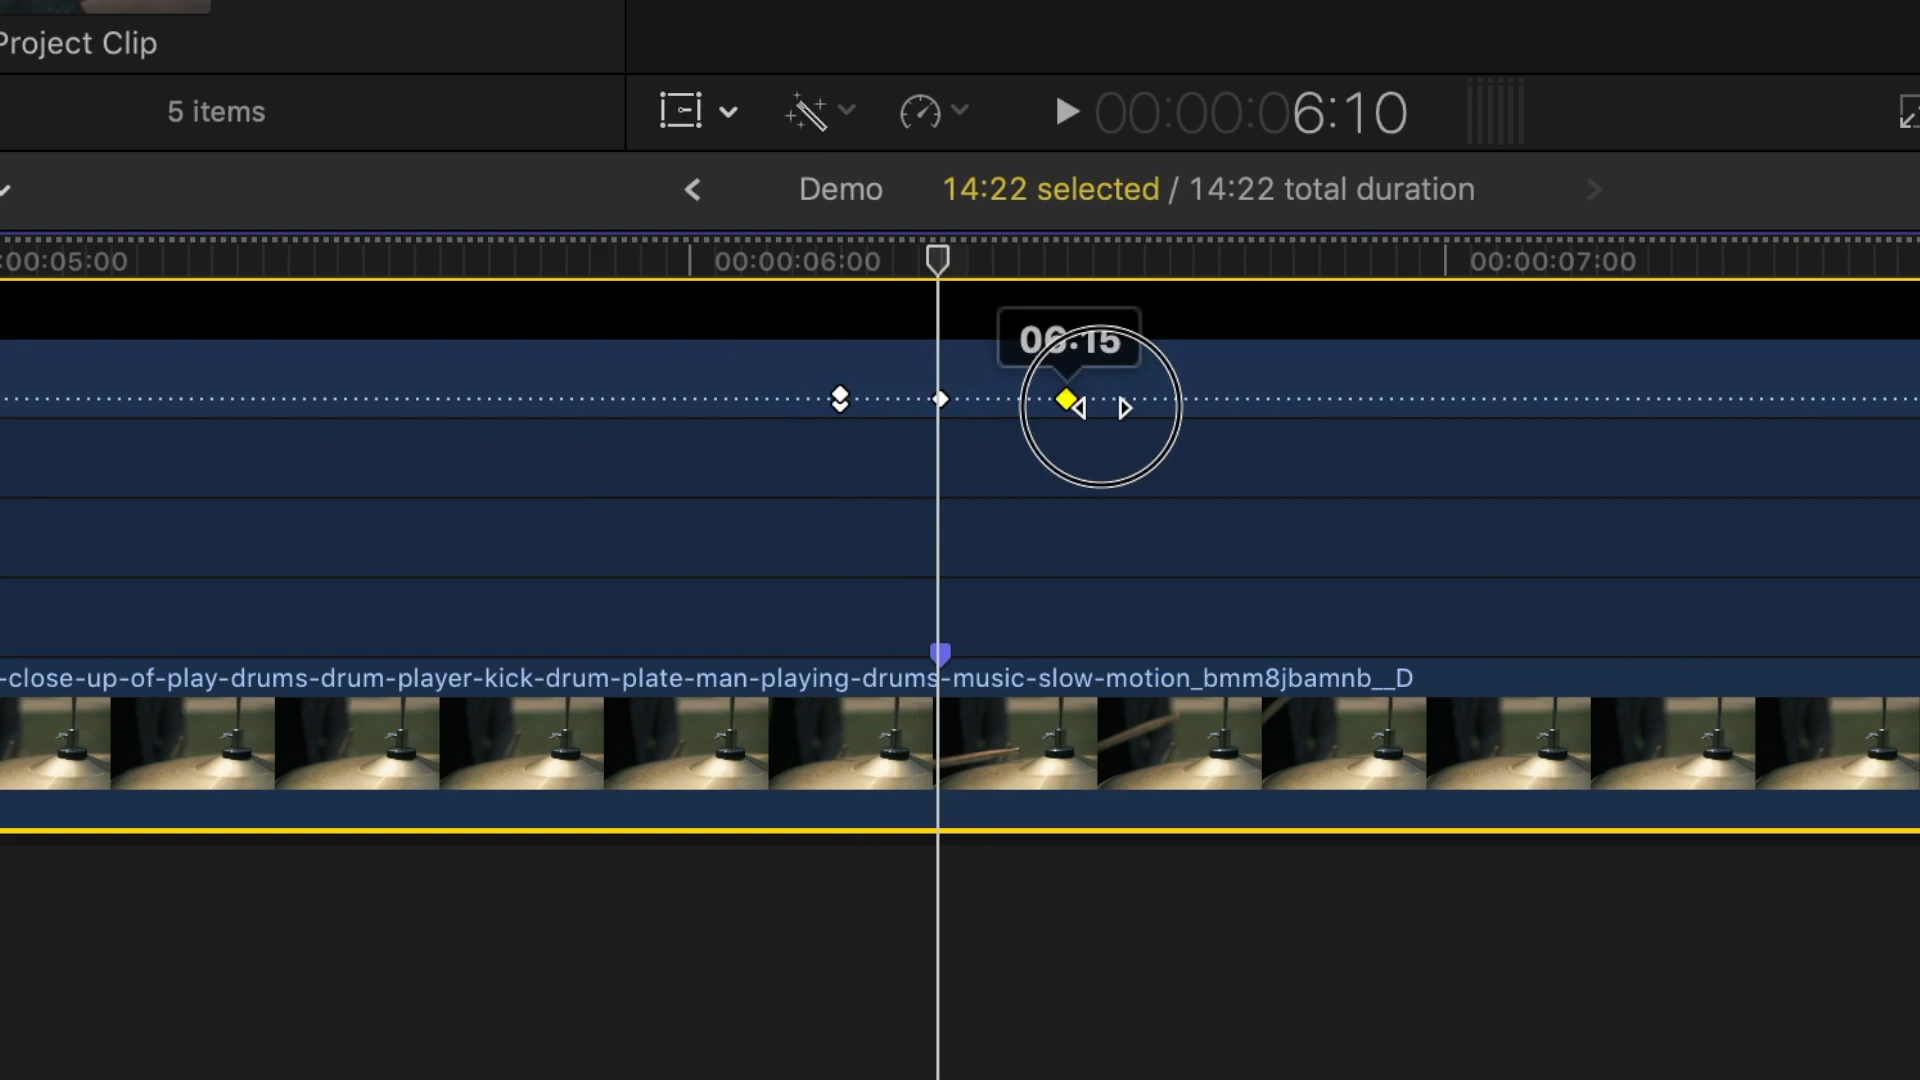 Project Clip
5 items
00:00:06:10
Demo 14:22 selected / 14:22 total duration
:00:05:00 00:00:06:00 00:00:07:00
06:15
-close-up-of-play-drums-drum-player-kick-drum-plate-man-playing-drums-music-slow-motion_bmm8jbamnb__D